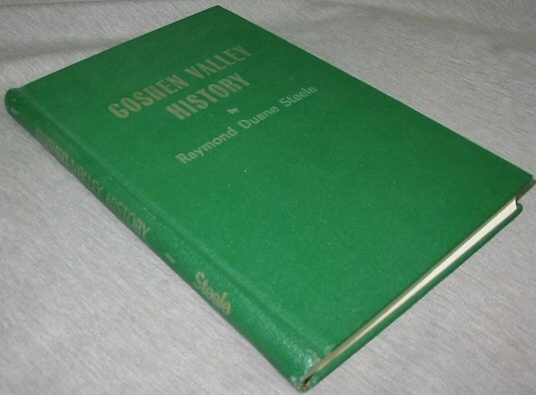 GOSHEN VALLEY
HISTORY
by
Raymond Duane Steele
GOSHEN VALLEY HISTORY - Steele